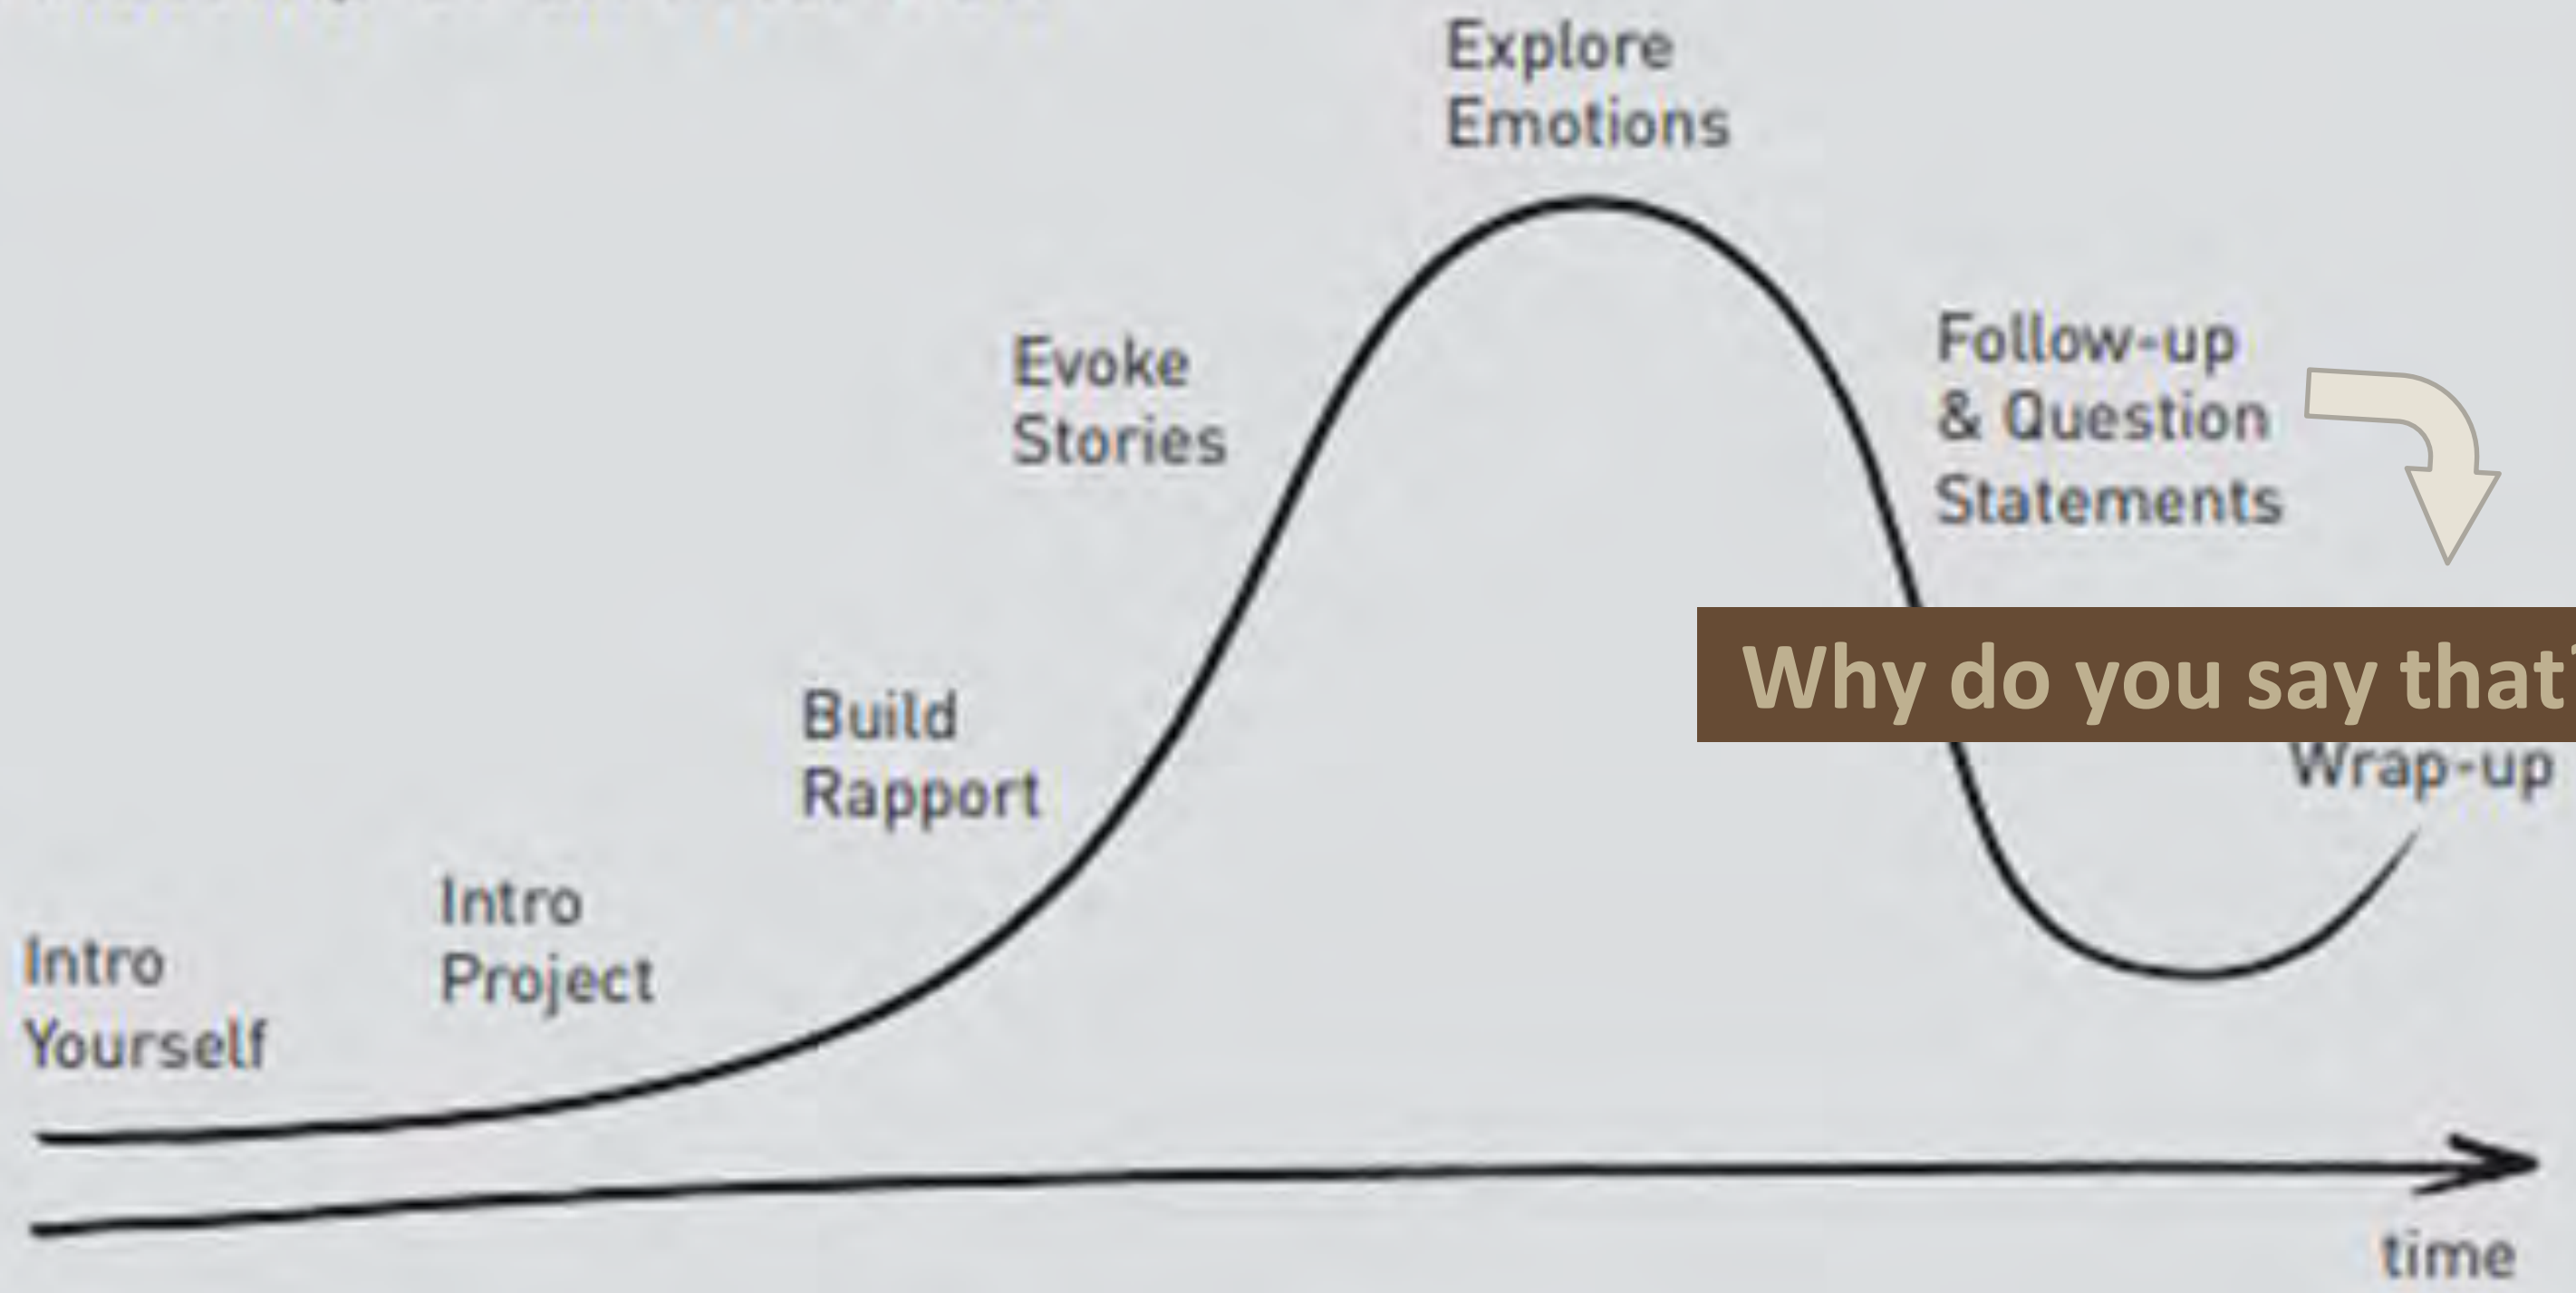 Explore
Emotions
Evoke
Stories
Follow-up
& Question
Statements
Why do you say that?
Build
Rapport
Wrap-up
Intro
Project
Intro
Yourself
time